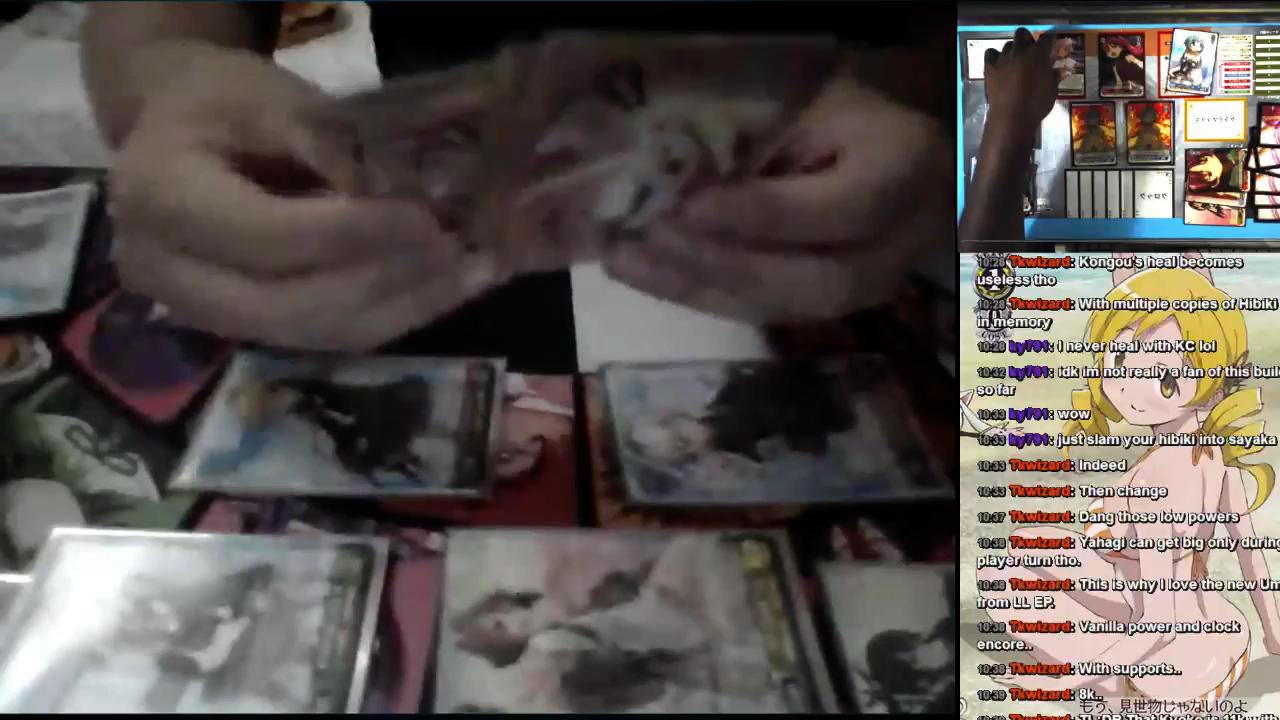 10:28 Tkwizard: Kongou's heal becomes
useless tho
10:28 Tkwizard: With multiple copies of Hibiki
in memory
10:28 ky791: I never heal with KC lol
10:32 ky791: idk im not really a fan of this buil
so far
10:33 ky791: wow
10:33 ky791: just slam your hibiki into sayaka
10:33 Tkwizard: Indeed
10:33 Tkwizard: Then change
10:37 Tkwizard: Dang those low powers
10:38 Tkwizard: Yahagi can get big only during
player turn tho.
10:38 Tkwizard: This is why I love the new Um
from LL EP.
10:38 Tkwizard: Vanilla power and clock
encore..
10:38 Tkwizard: With supports..
10:39 Tkwizard: 8k..
もう、見世物じゃないのよ